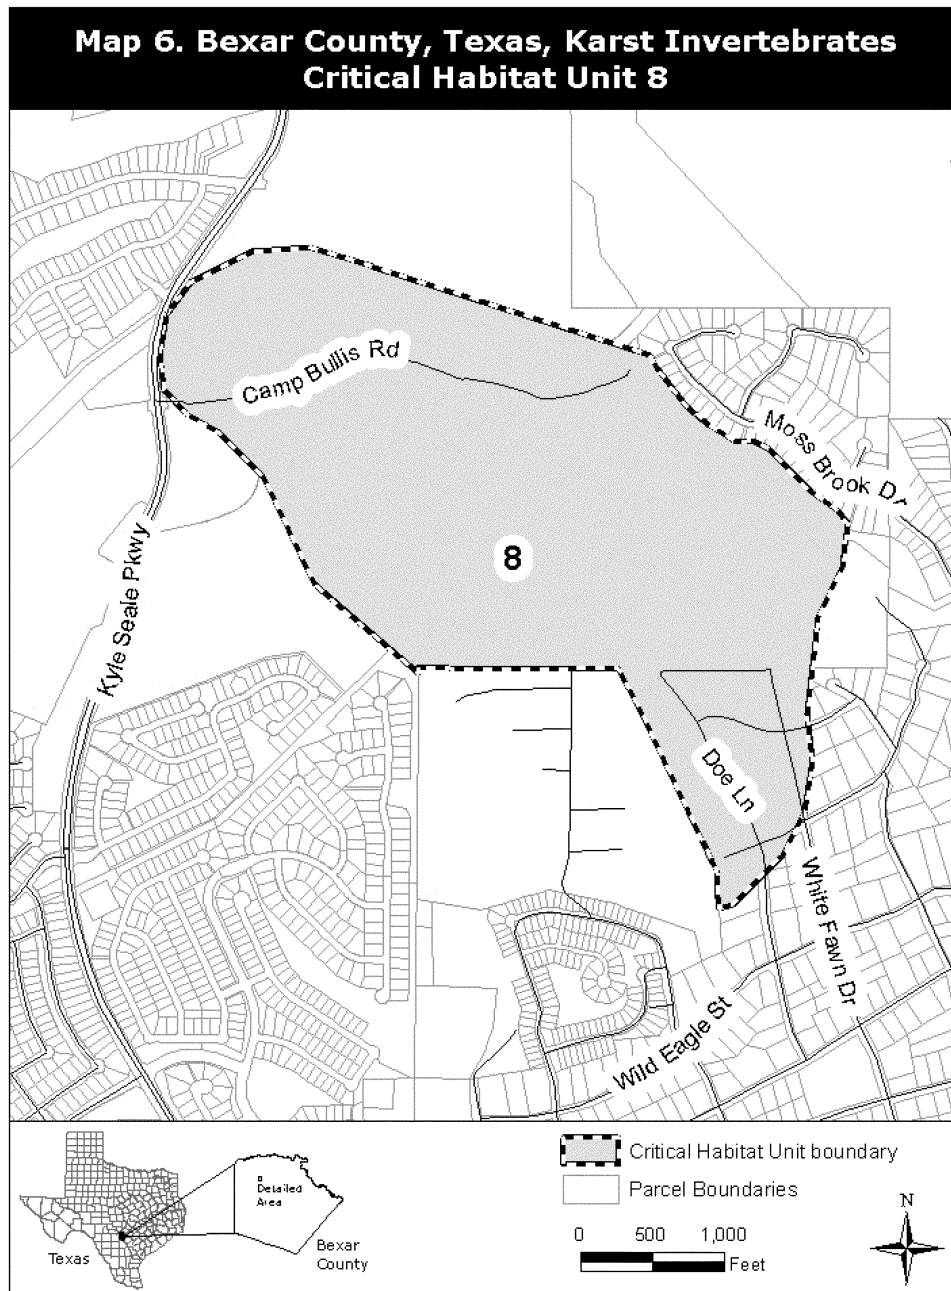 Map 6. Bexar County, Texas, Karst Invertebrates
Critical Habitat Unit 8
Camp Bullis Rd
Moss Brook Dr
8
Kyle Seale Pkwy
Doe Ln
White Fawn Dr
Wild Eagle St
Texas
Detailed
Area
Bexar
County
Critical Habitat Unit boundary
Parcel Boundaries
0 500 1,000
Feet
N